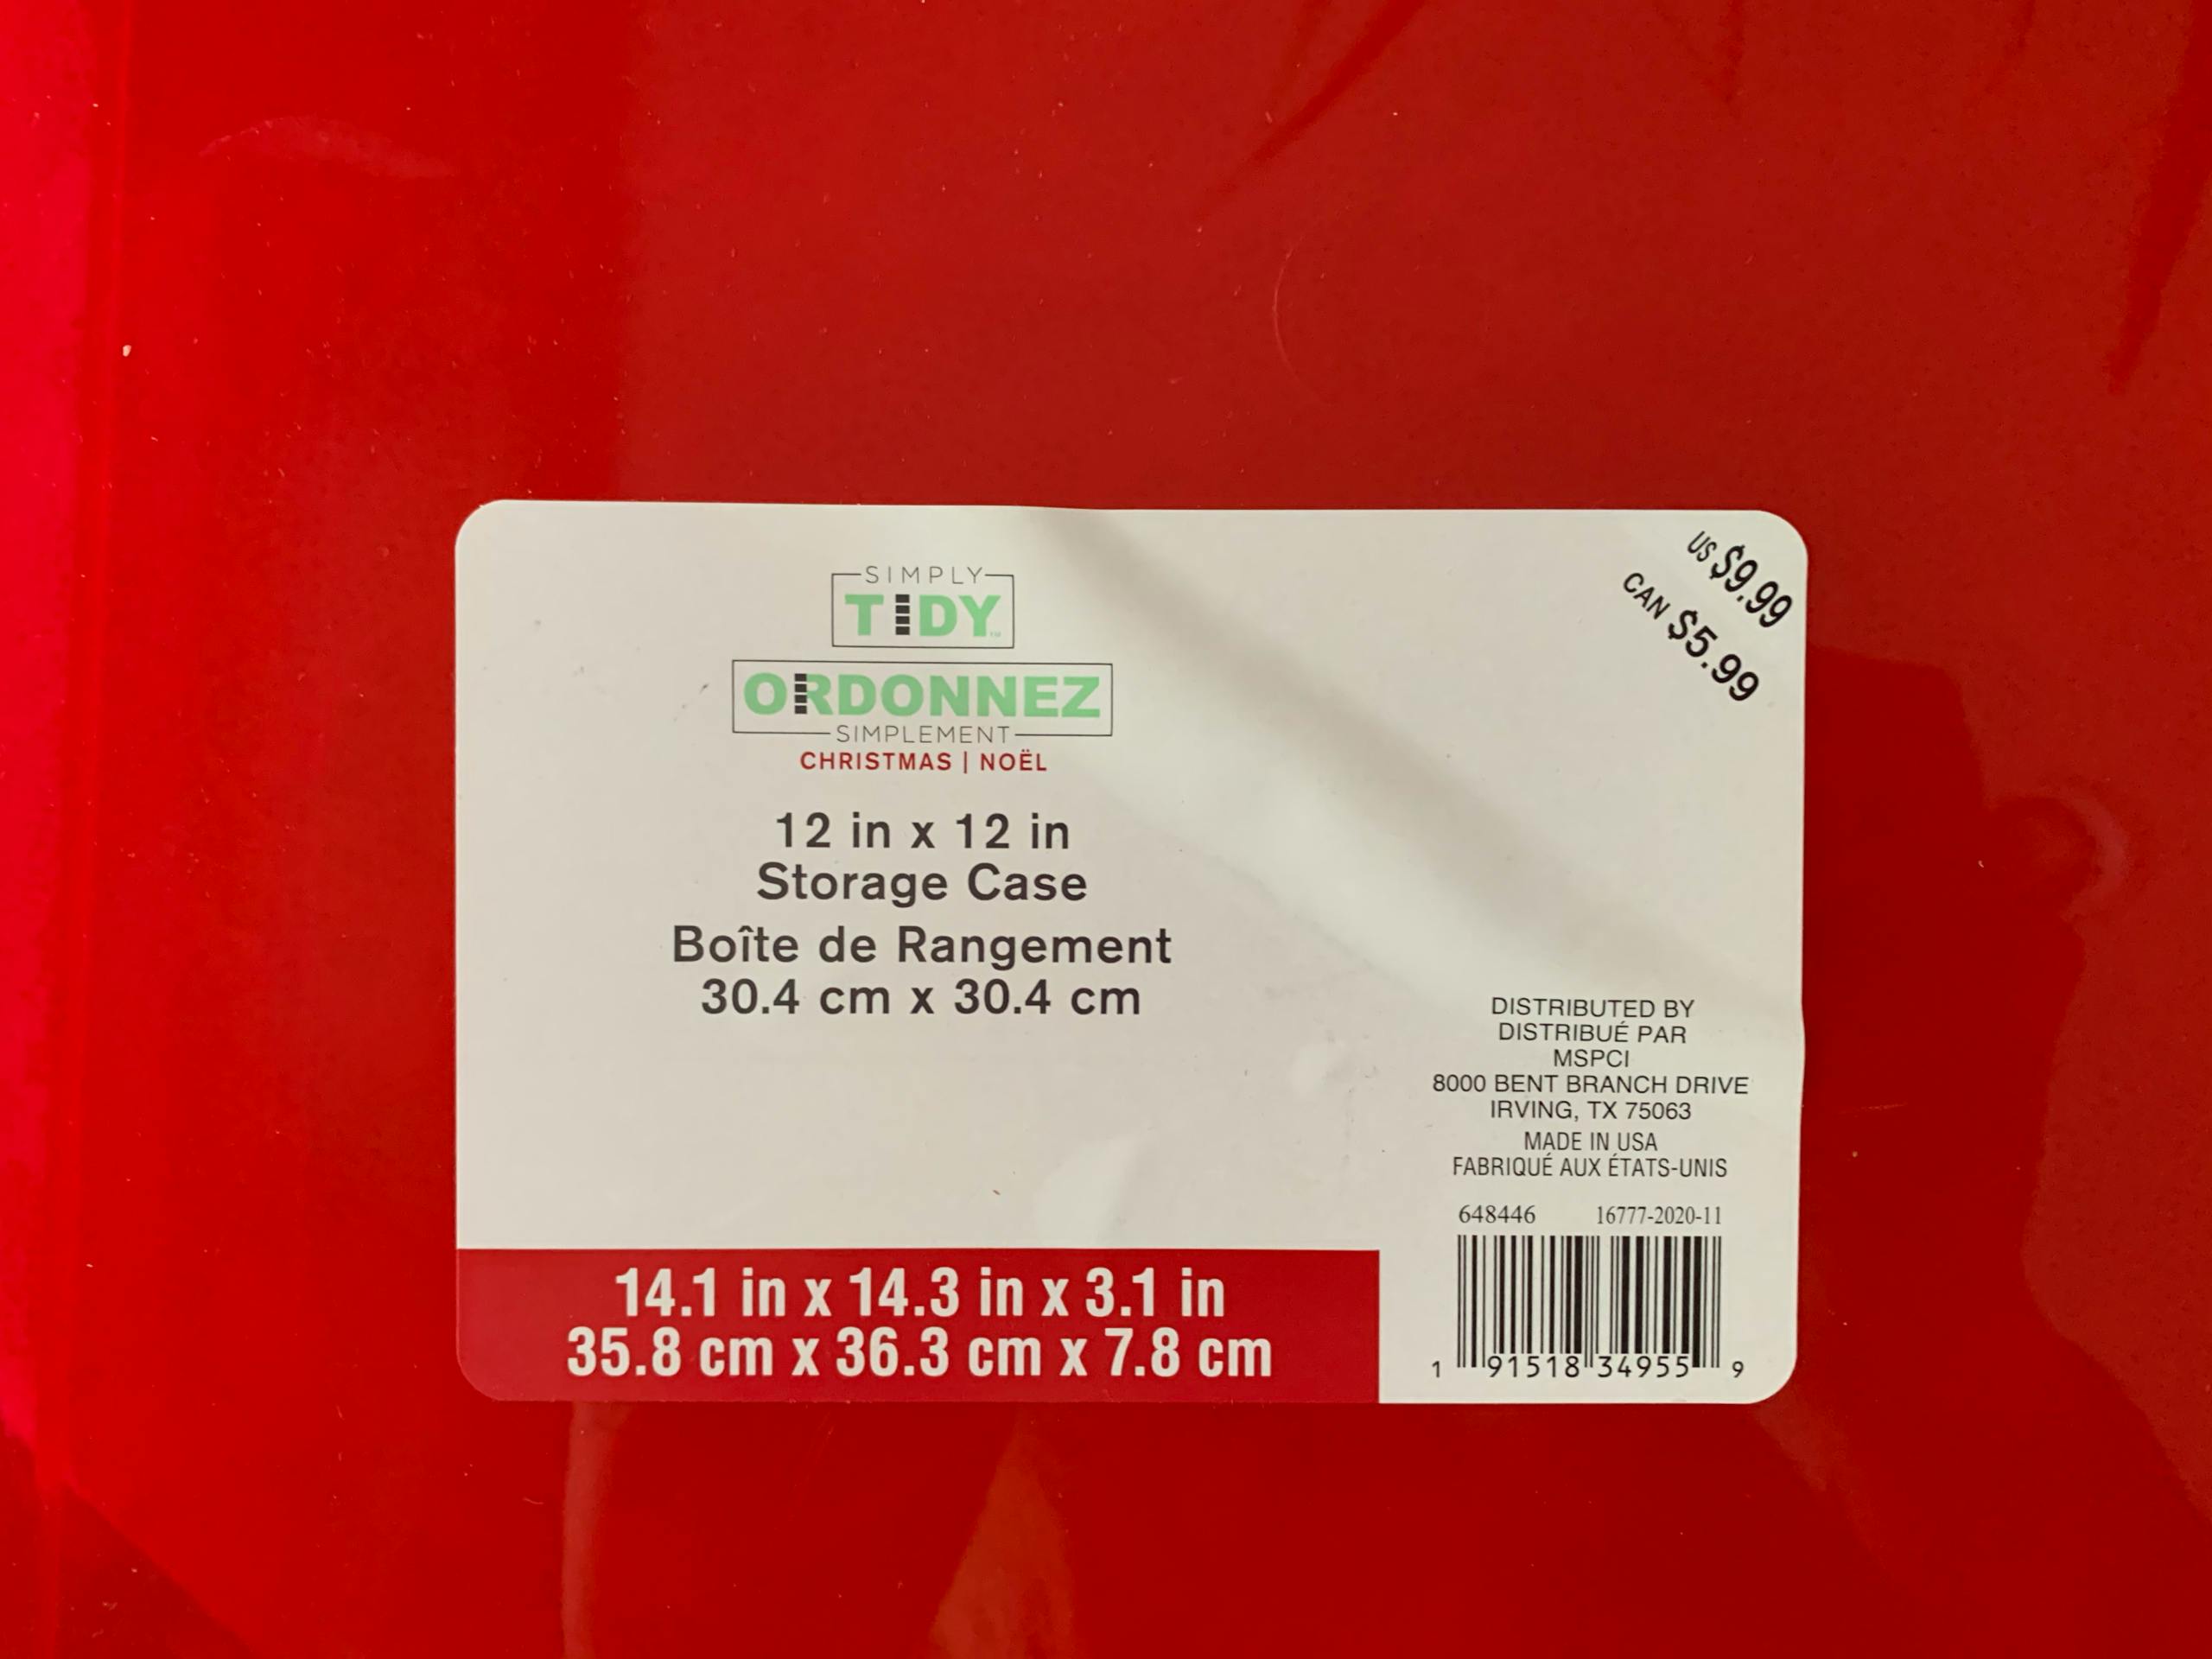 SIMPLY
TIDY
ORDONNEZ
SIMPLEMENT
CHRISTMAS | NOËL
12 in x 12 in
Storage Case
Boîte de Rangement
30.4 cm x 30.4 cm
14.1 in x 14.3 in x 3.1 in
35.8 cm x 36.3 cm x 7.8 cm
US $9.99
CAN $5.99
DISTRIBUTED BY
DISTRIBUÉ PAR
MSPCI
8000 BENT BRANCH DRIVE
IRVING, TX 75063
MADE IN USA
FABRIQUÉ AUX ÉTATS-UNIS
648446 16777-2020-11
1 91518 34955 9